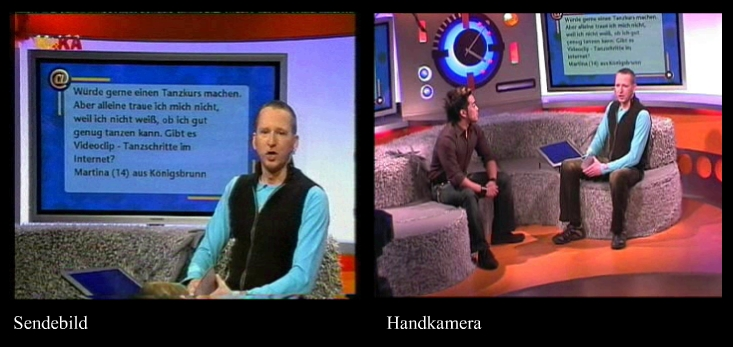 KA
@
Würde gerne einen Tanzkurs machen.
Aber alleine traue ich mich nicht,
weil ich nicht weiß, ob ich gut
genug tanzen kann. Gibt es
Videoclip - Tanzschritte im
Internet?
Martina (14) aus Königsbrunn
Würde gerne einen Tanzkurs machen.
Aber alleine traue ich mich nicht,
weil ich nicht weiß, ob ich gut
genug tanzen kann. Gibt es
Videoclip - Tanzschritte im
Internet?
Martina (14) aus Königsbrunn
Sendebild
Handkamera